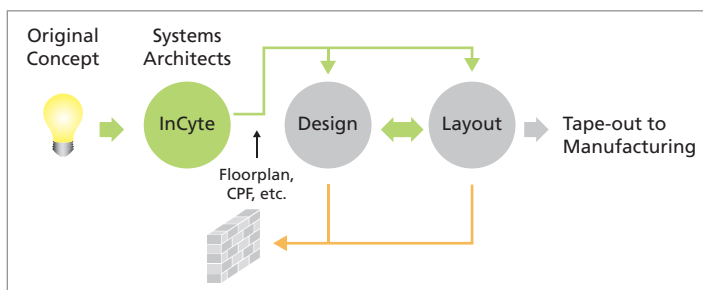 Original
Concept
Systems
Architects
InCyte
Design
Layout
Tape-out to
Manufacturing
Floorplan,
CPF, etc.